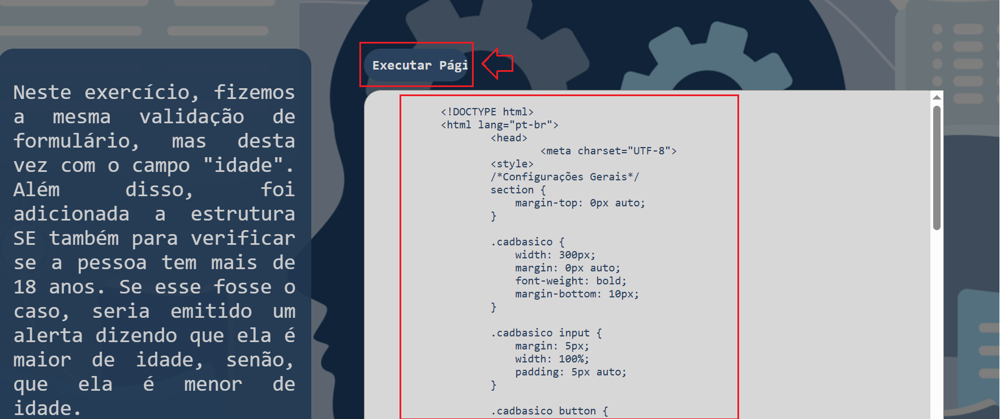 Neste exercício, fizemos
a mesma validação de
formulário, mas desta
vez com o campo "idade".
Além disso, foi
adicionada a estrutura
SE também para verificar
se a pessoa tem mais de
18 anos. Se esse fosse o
caso, seria emitido um
alerta dizendo que ela é
maior de idade, senão,
que ela é menor de
idade.
Executar Pági
<!DOCTYPE html>
<html lang="pt-br">
<head>
<meta charset="UTF-8">
<style>
/*Configurações Gerais*/
section {
margin-top: 0px auto;
}
.cadbasico {
width: 300px;
margin: 0px auto;
font-weight: bold;
margin-bottom: 10px;
}
.cadbasico input {
margin: 5px;
width: 100%;
padding: 5px auto;
}
.cadbasico button {